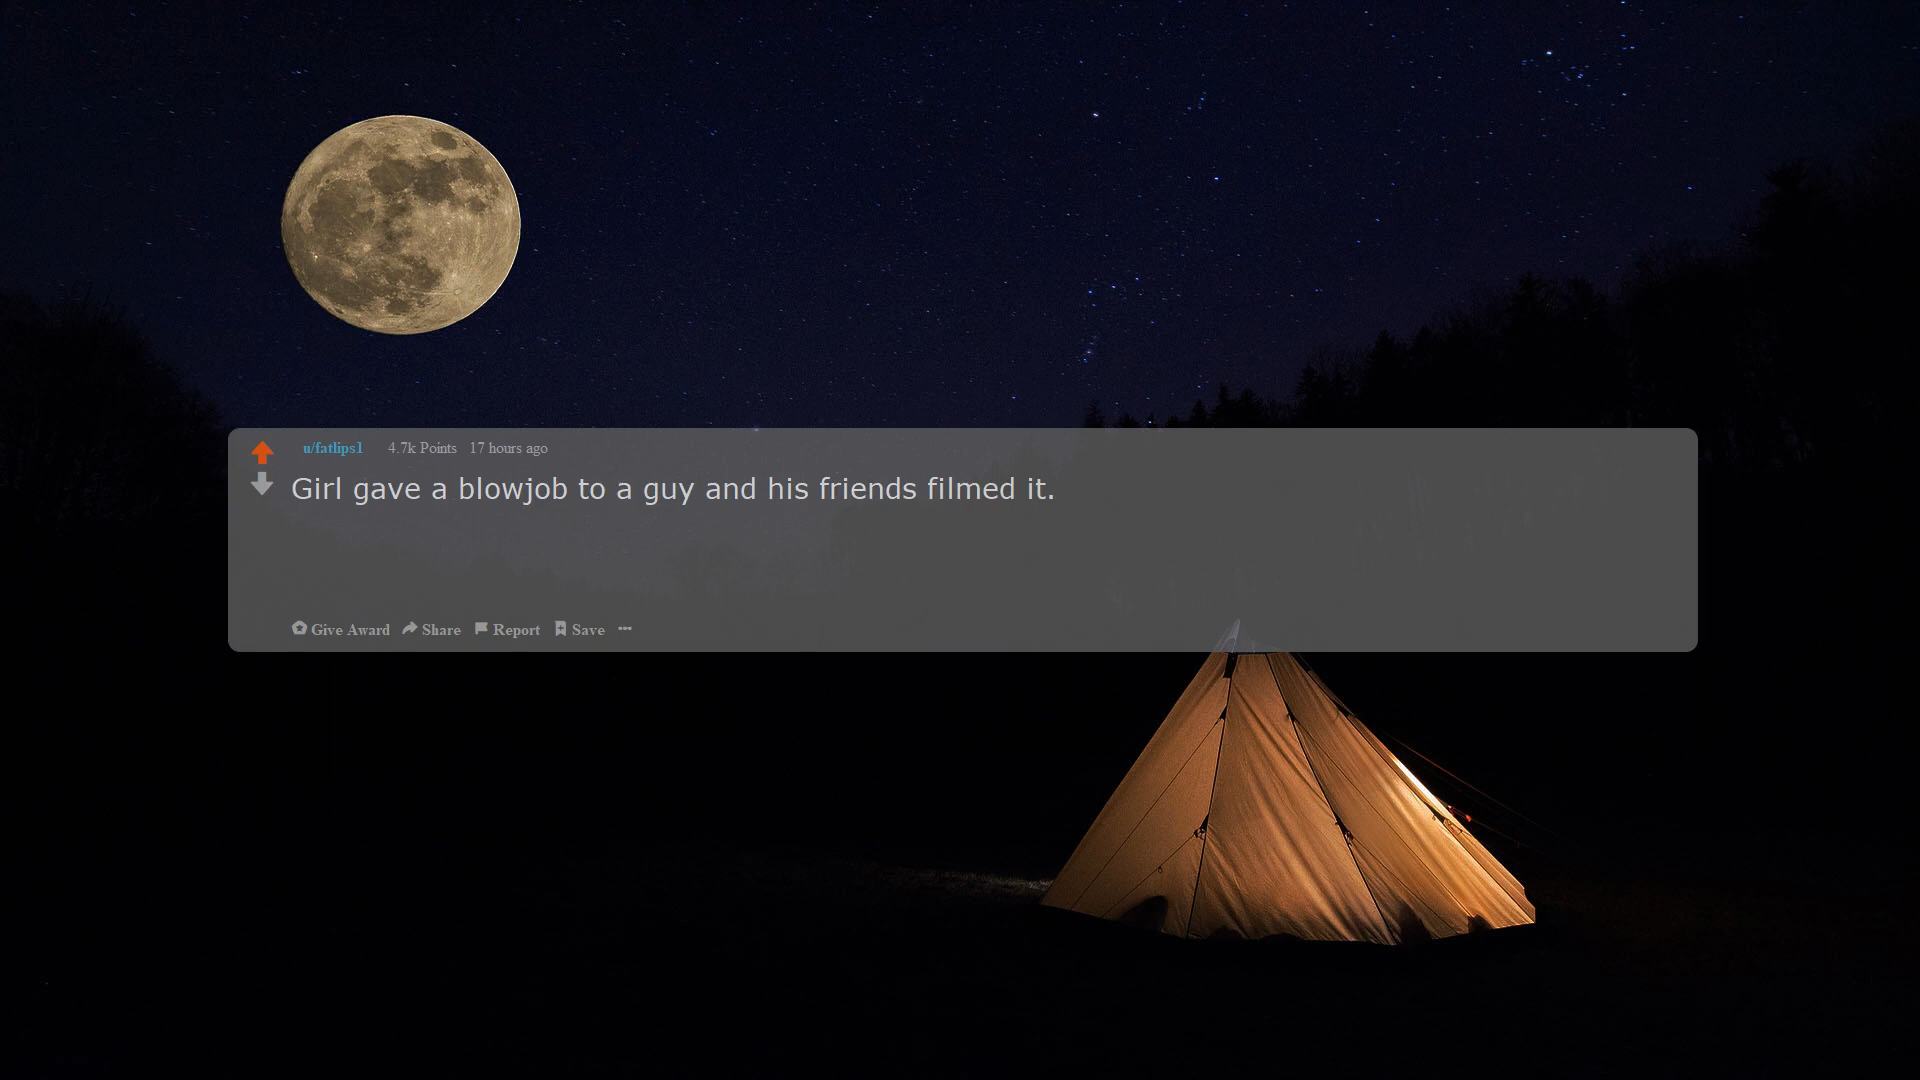 u/fatlips1 4.7k Points 17 hours ago
Girl gave a blowjob to a guy and his friends filmed it.
Give Award Share Report Save